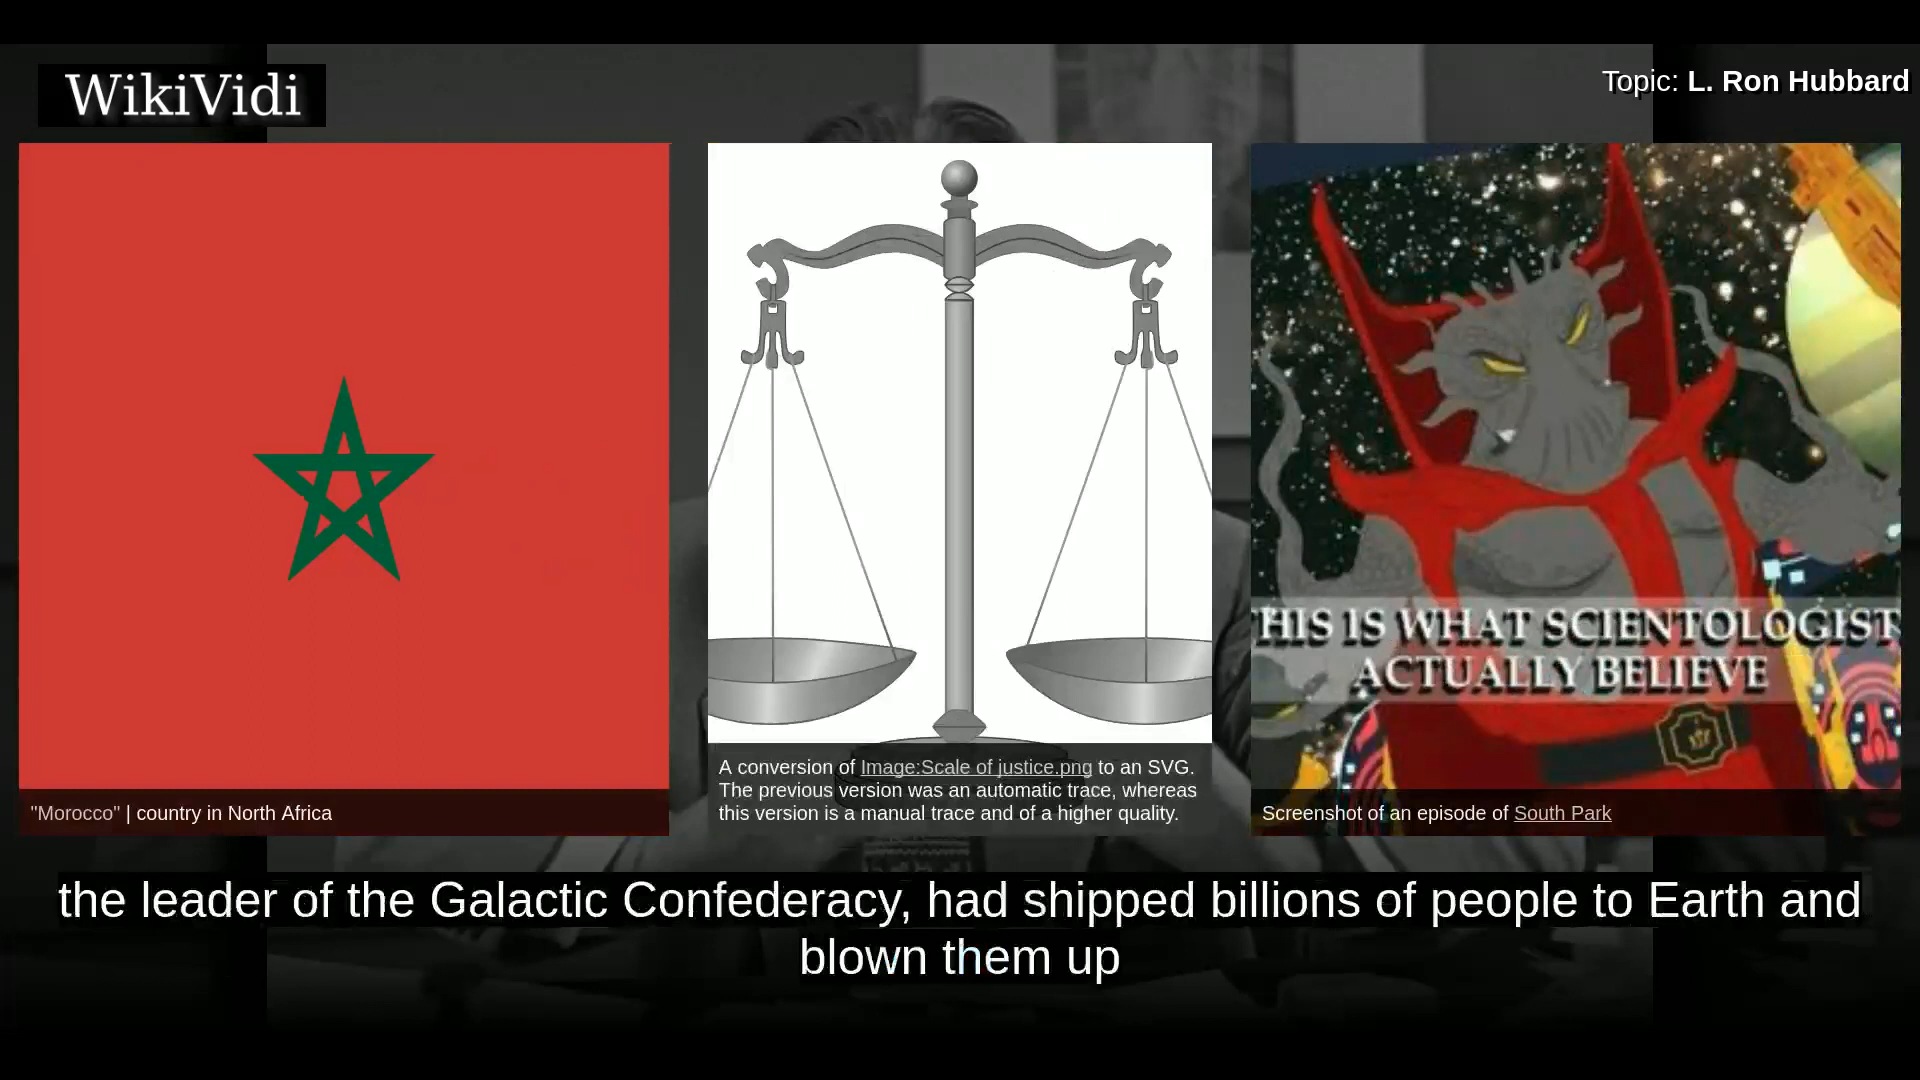 WikiVidi
Topic: L. Ron Hubbard
HIS IS WHAT SCIENTOLOGIST
ACTUALLY BELIEVE
"Morocco" | country in North Africa
A conversion of Image:Scale of justice.png to an SVG.
The previous version was an automatic trace, whereas
this version is a manual trace and of a higher quality.
Screenshot of an episode of South Park
the leader of the Galactic Confederacy, had shipped billions of people to Earth and
blown them up